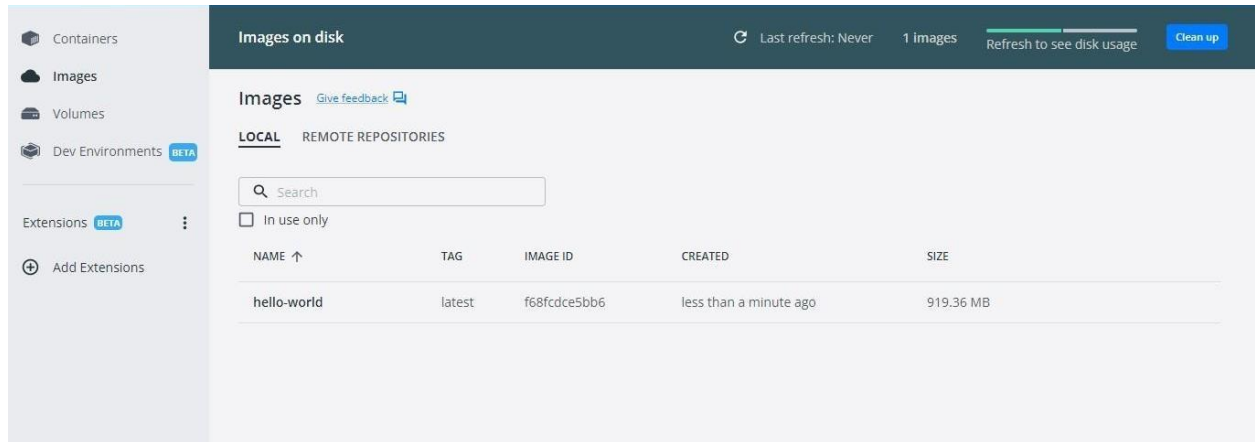 Containers
Images
Volumes
Dev Environments BETA
Extensions BETA
Add Extensions
Images on disk
Last refresh: Never
1 images
Refresh to see disk usage
Clean up
Images Give feedback
LOCAL REMOTE REPOSITORIES
Search
In use only
NAME TAG IMAGE ID CREATED SIZE
hello-world latest f68fcdce5bb6 less than a minute ago 919.36 MB